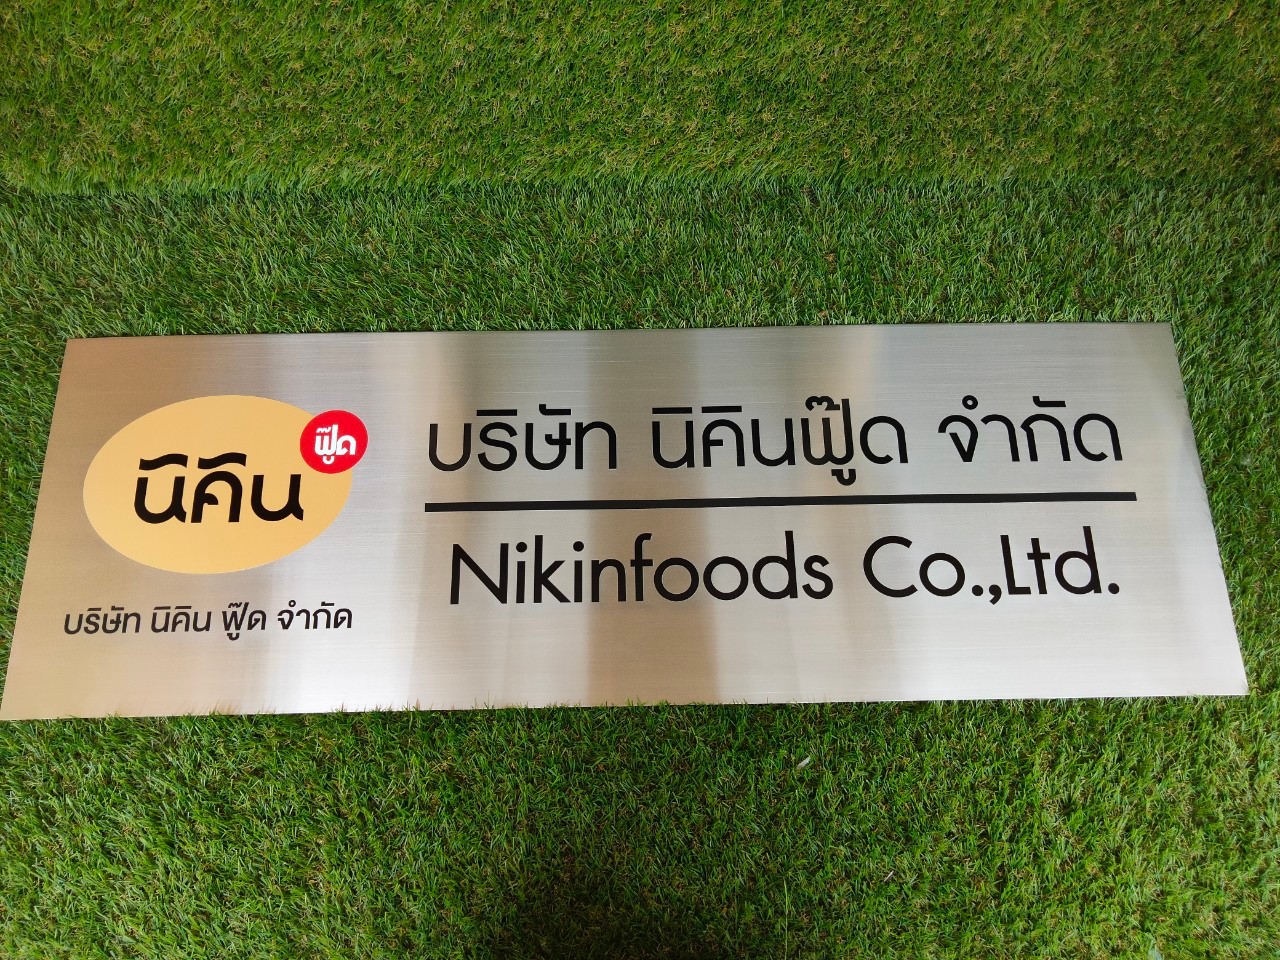 นิคิน
ฟู๊ด
บริษัท นิคิน ฟู๊ด จำกัด
บริษัท นิคินฟู๊ด จำกัด
Nikinfoods Co.,Ltd.